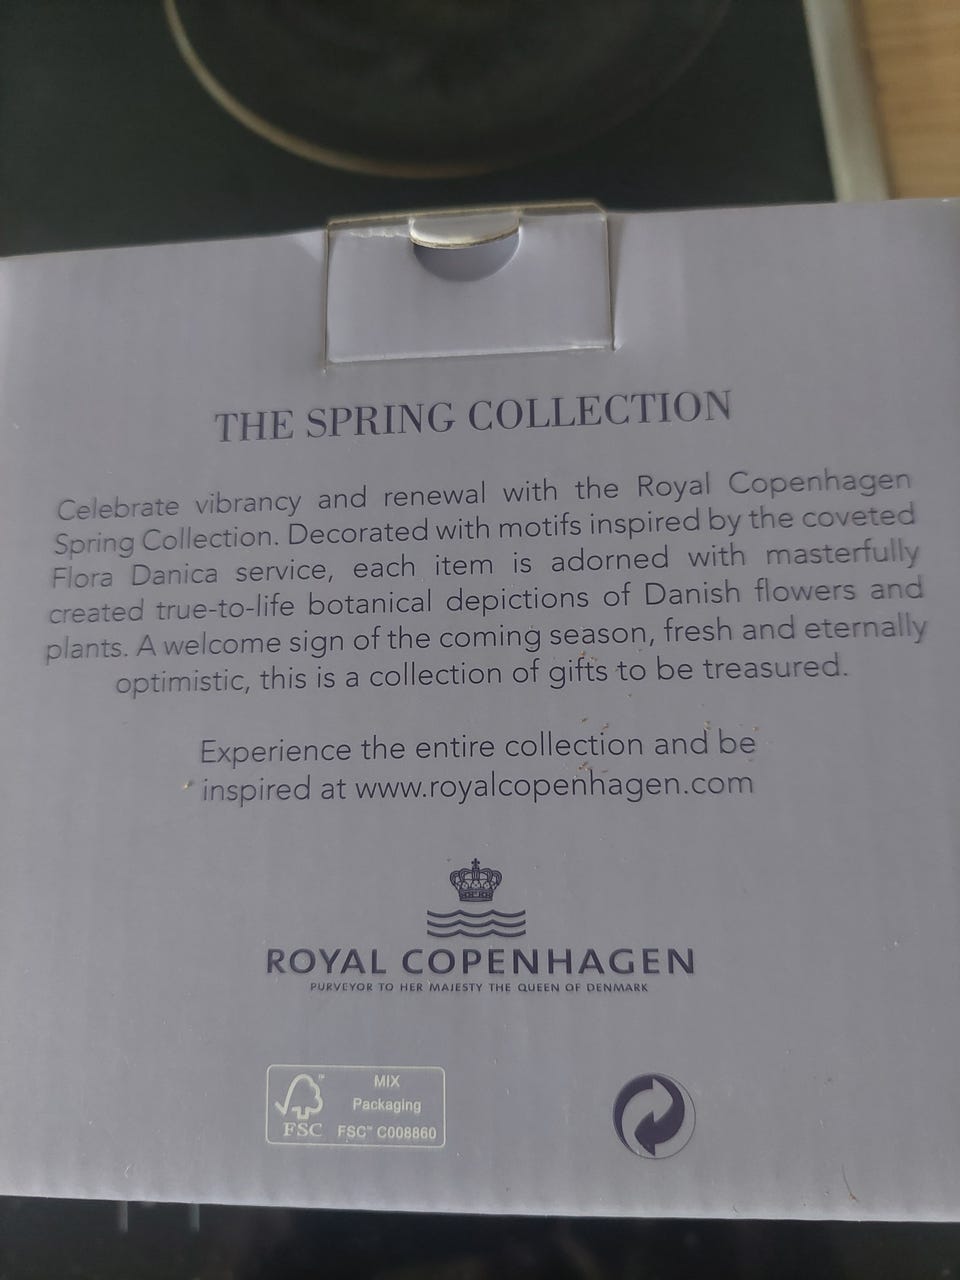 THE SPRING COLLECTION
Celebrate vibrancy and renewal with the Royal Copenhagen
Spring Collection. Decorated with motifs inspired by the coveted
Flora Danica service, each item is adorned with masterfully
created true-to-life botanical depictions of Danish flowers and
plants. A welcome sign of the coming season, fresh and eternally
optimistic, this is a collection of gifts to be treasured.
Experience the entire collection and be
inspired at www.royalcopenhagen.com
ROYAL COPENHAGEN
PURVEYOR TO HER MAJESTY THE QUEEN OF DENMARK
MIX
Packaging
FSC FSC™ C008860